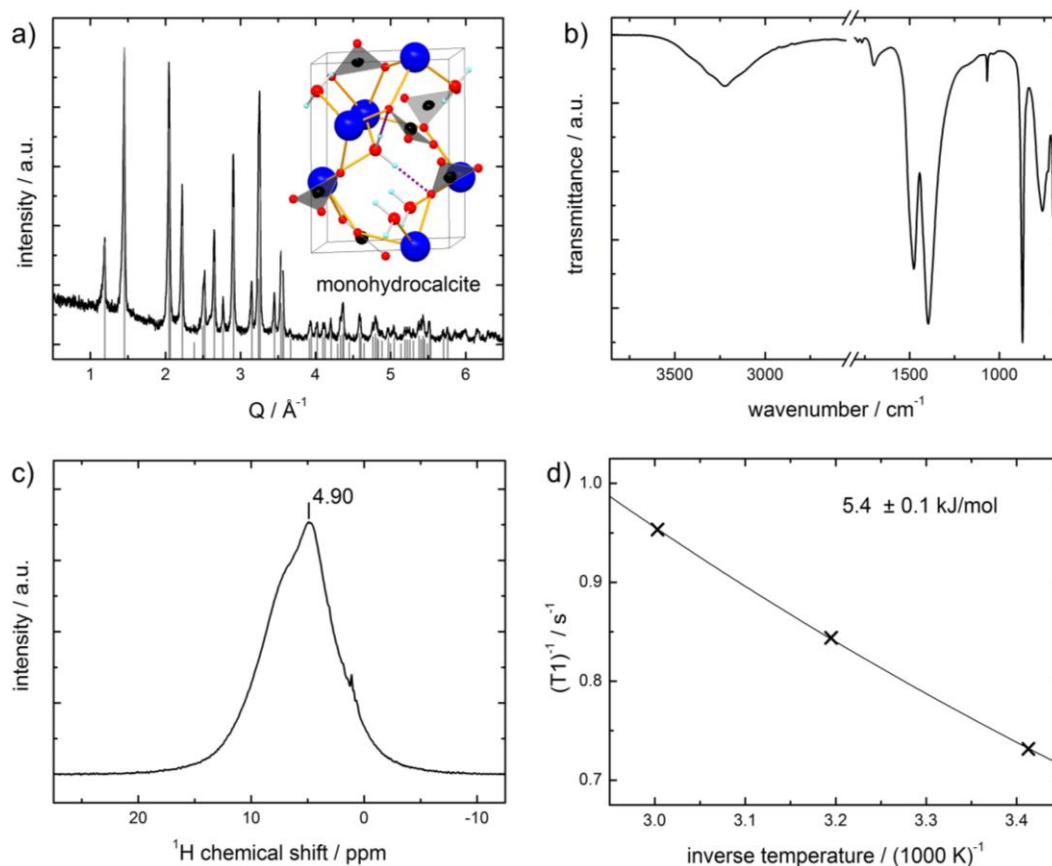 a)
intensity / a.u.
monohydrocalcite
1 2 3 4 5 6
Q / Å⁻¹
b)
transmittance / a.u.
3500 3000 1500 1000
wavenumber / cm⁻¹
c)
intensity / a.u.
4.90
20 10 0 -10
¹H chemical shift / ppm
d)
(T1)⁻¹ / s⁻¹
1.0
0.9
0.8
0.7
5.4 ± 0.1 kJ/mol
3.0 3.1 3.2 3.3 3.4
inverse temperature / (1000 K)⁻¹